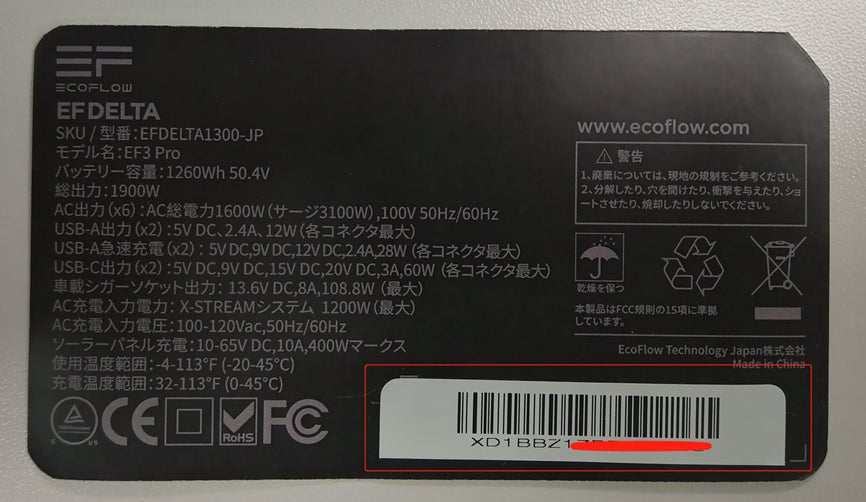 EF
ECOFLOW
EF DELTA
SKU / 型番:EFDELTA1300-JP
モデル名:EF3 Pro
バッテリー容量:1260Wh 50.4V
総出力:1900W
AC出力(x6):AC総電力1600W(サージ3100W),100V 50Hz/60Hz
USB-A出力(x2):5V DC、2.4A、12W(各コネクタ最大)
USB-A急速充電(x2):5V DC,9V DC,12V DC,2.4A,28W(各コネクタ最大)
USB-C出力(x2):5V DC,9V DC,15V DC,20V DC,3A,60W(各コネクタ最大)
車載シガーソケット出力: 13.6V DC,8A,108.8W(最大)
AC充電入力電力: X-STREAMシステム 1200W(最大)
AC充電入力電圧:100-120Vac,50Hz/60Hz
ソーラーパネル充電:10-65V DC,10A,400Wマークス
使用温度範囲:-4-113°F (-20-45°C)
充電温度範囲:32-113°F (0-45°C)
C US
CE
RoHS
FCC
www.ecoflow.com
警告
1、廃棄については、現地の規制をご参考ください。
2、分解したり、穴を開けたり、衝撃を与えたり、ショ
ートさせたり、焼却したりしないでください。
乾燥を保つ
本製品はFCC規則の15項に準拠
しています。
EcoFlow Technology Japan株式会社
Made in China
XD1BBZ1